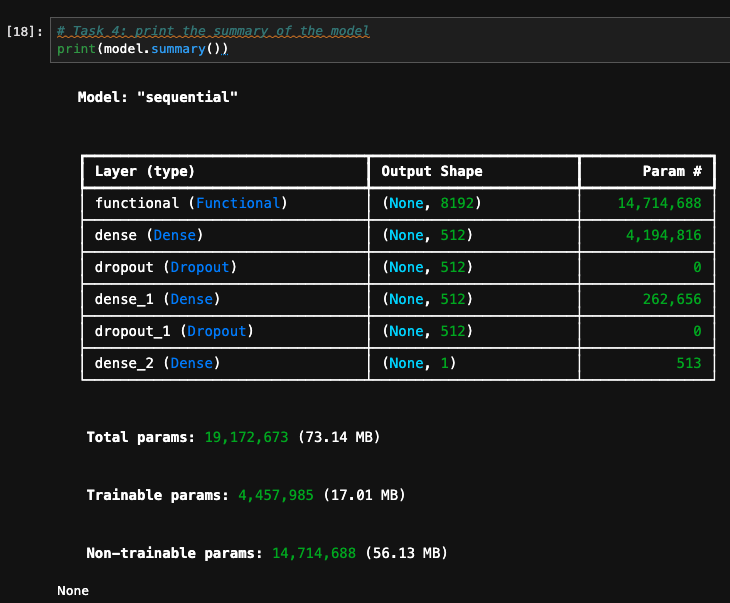 [18]: # Task 4: print the summary of the model
print(model.summary())
Model: "sequential"
Layer (type) Output Shape Param #
functional (Functional) (None, 8192) 14,714,688
dense (Dense) (None, 512) 4,194,816
dropout (Dropout) (None, 512) 0
dense_1 (Dense) (None, 512) 262,656
dropout_1 (Dropout) (None, 512) 0
dense_2 (Dense) (None, 1) 513
Total params: 19,172,673 (73.14 MB)
Trainable params: 4,457,985 (17.01 MB)
Non-trainable params: 14,714,688 (56.13 MB)
None